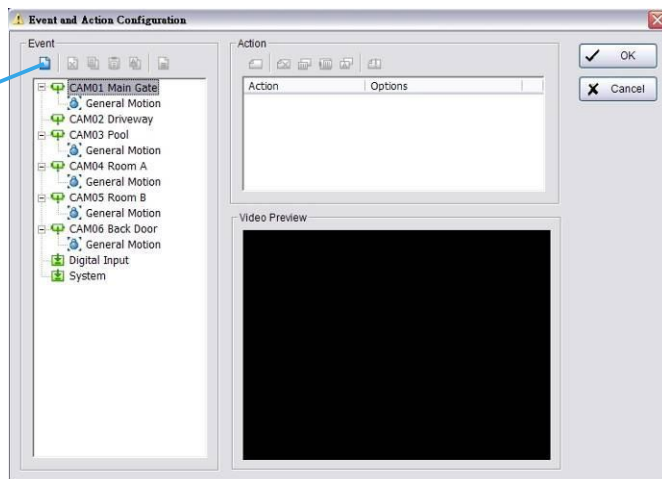 Event and Action Configuration
Event
CAM01 Main Gate
General Motion
CAM02 Driveway
CAM03 Pool
General Motion
CAM04 Room A
General Motion
CAM05 Room B
General Motion
CAM06 Back Door
General Motion
Digital Input
System
Action
Action Options
Video Preview
OK
Cancel